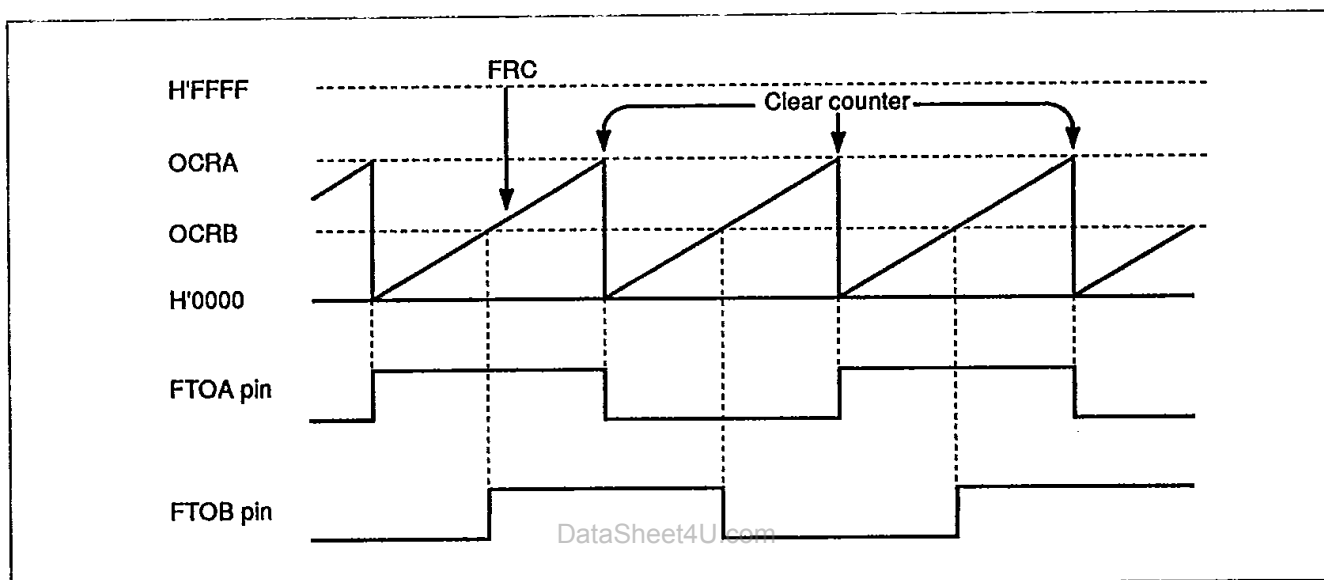 FRC
H'FFFF
Clear counter
OCRA
OCRB
H'0000
FTOA pin
FTOB pin
DataSheet4U.com